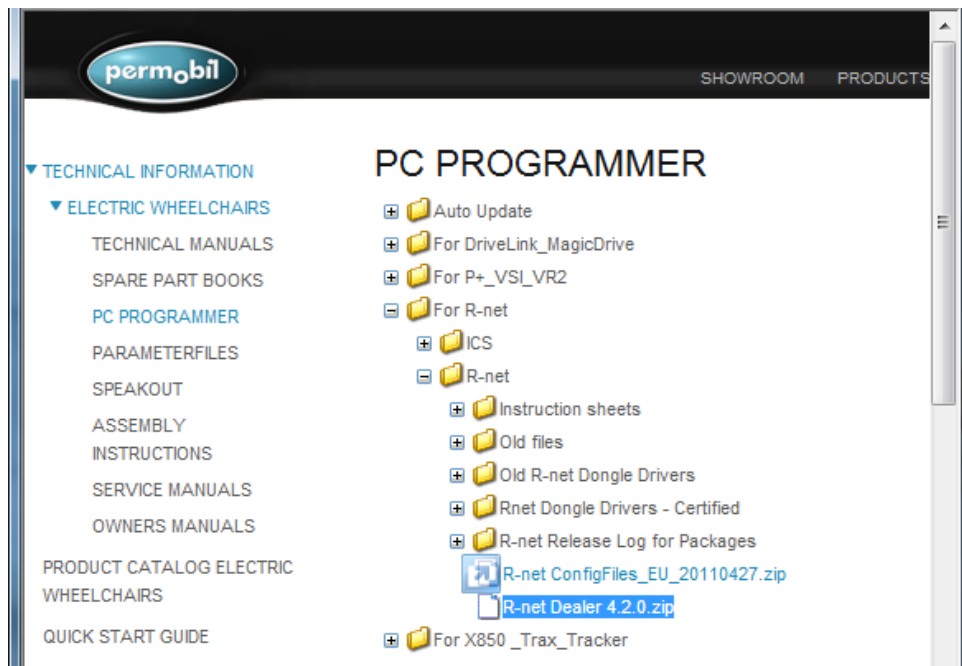 permobil
SHOWROOM PRODUCTS
TECHNICAL INFORMATION
ELECTRIC WHEELCHAIRS
TECHNICAL MANUALS
SPARE PART BOOKS
PC PROGRAMMER
PARAMETERFILES
SPEAKOUT
ASSEMBLY
INSTRUCTIONS
SERVICE MANUALS
OWNERS MANUALS
PRODUCT CATALOG ELECTRIC
WHEELCHAIRS
QUICK START GUIDE
PC PROGRAMMER
Auto Update
For DriveLink_MagicDrive
For P+_VSI_VR2
For R-net
ICS
R-net
Instruction sheets
Old files
Old R-net Dongle Drivers
Rnet Dongle Drivers - Certified
R-net Release Log for Packages
R-net ConfigFiles_EU_20110427.zip
R-net Dealer 4.2.0.zip
For X850 _Trax_Tracker